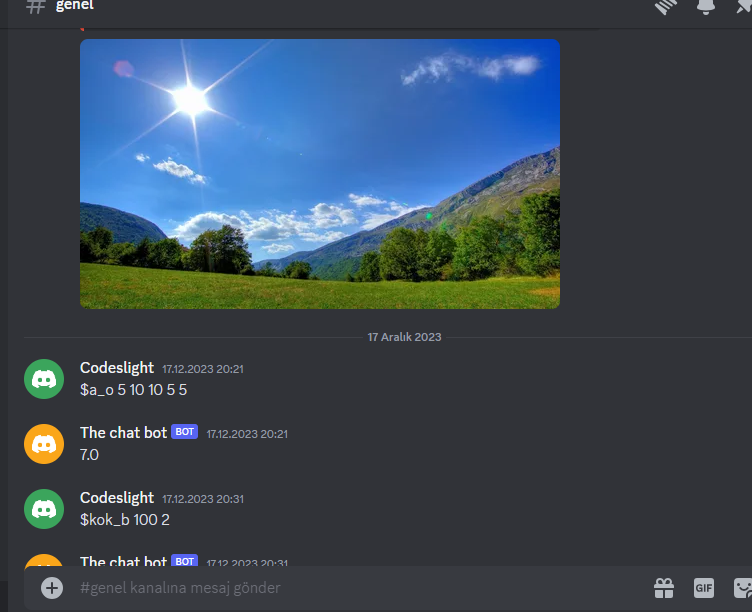 genel
17 Aralık 2023
Codeslight 17.12.2023 20:21
$a_o 5 10 10 5 5
The chat bot BOT 17.12.2023 20:21
7.0
Codeslight 17.12.2023 20:31
$kok_b 100 2
The chat bot BOT 17.12.2023 20:31
#genel kanalına mesaj gönder
GIF